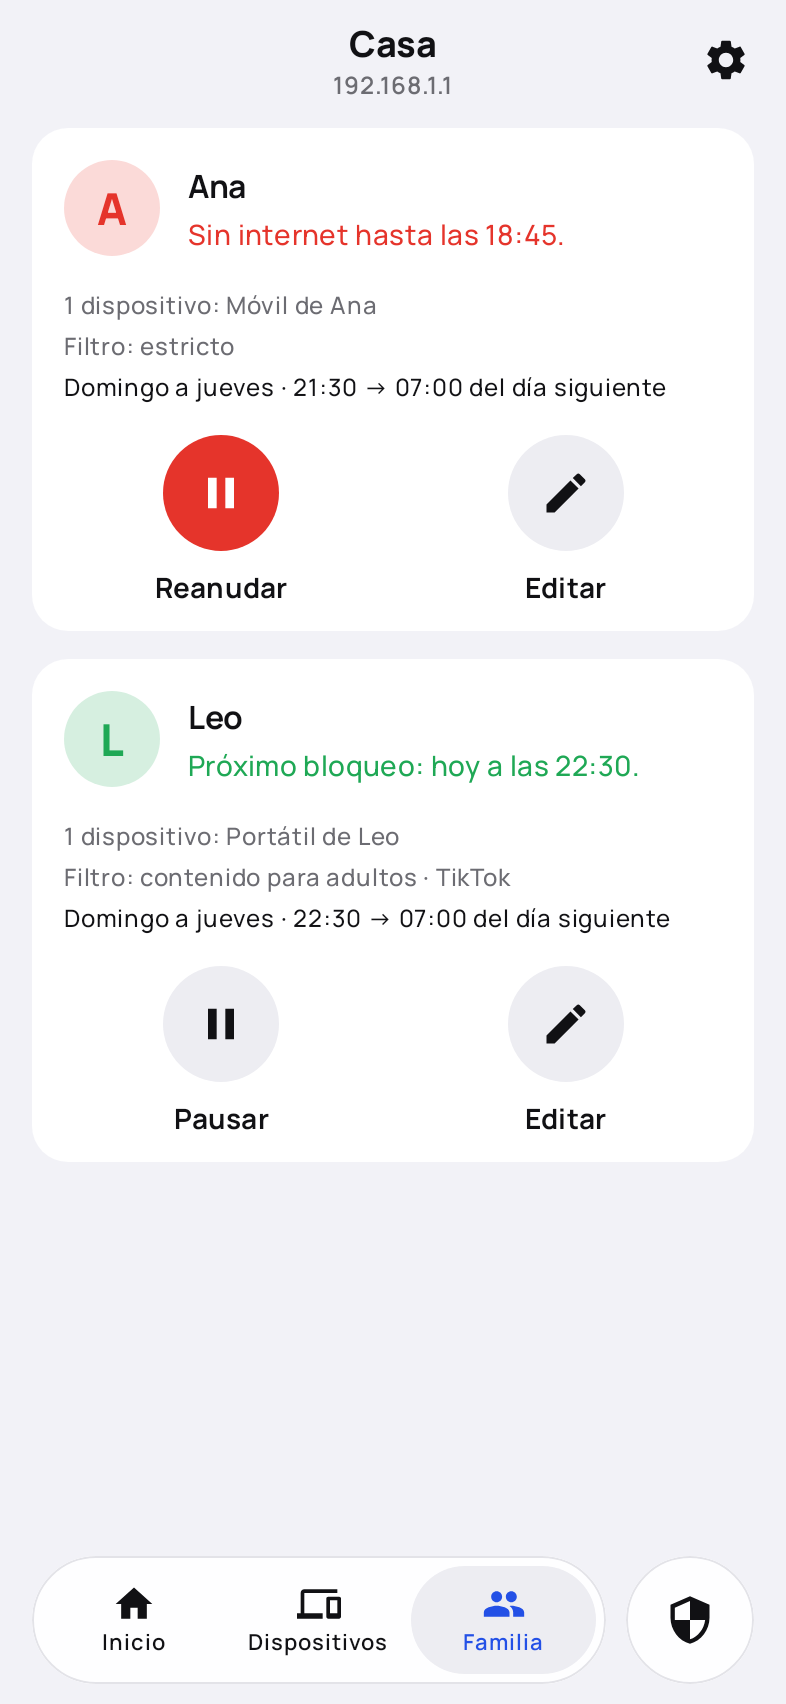 Casa
192.168.1.1
A
Ana
Sin internet hasta las 18:45.
1 dispositivo: Móvil de Ana
Filtro: estricto
Domingo a jueves · 21:30 → 07:00 del día siguiente
Reanudar
Editar
L
Leo
Próximo bloqueo: hoy a las 22:30.
1 dispositivo: Portátil de Leo
Filtro: contenido para adultos · TikTok
Domingo a jueves · 22:30 → 07:00 del día siguiente
Pausar
Editar
Inicio
Dispositivos
Familia